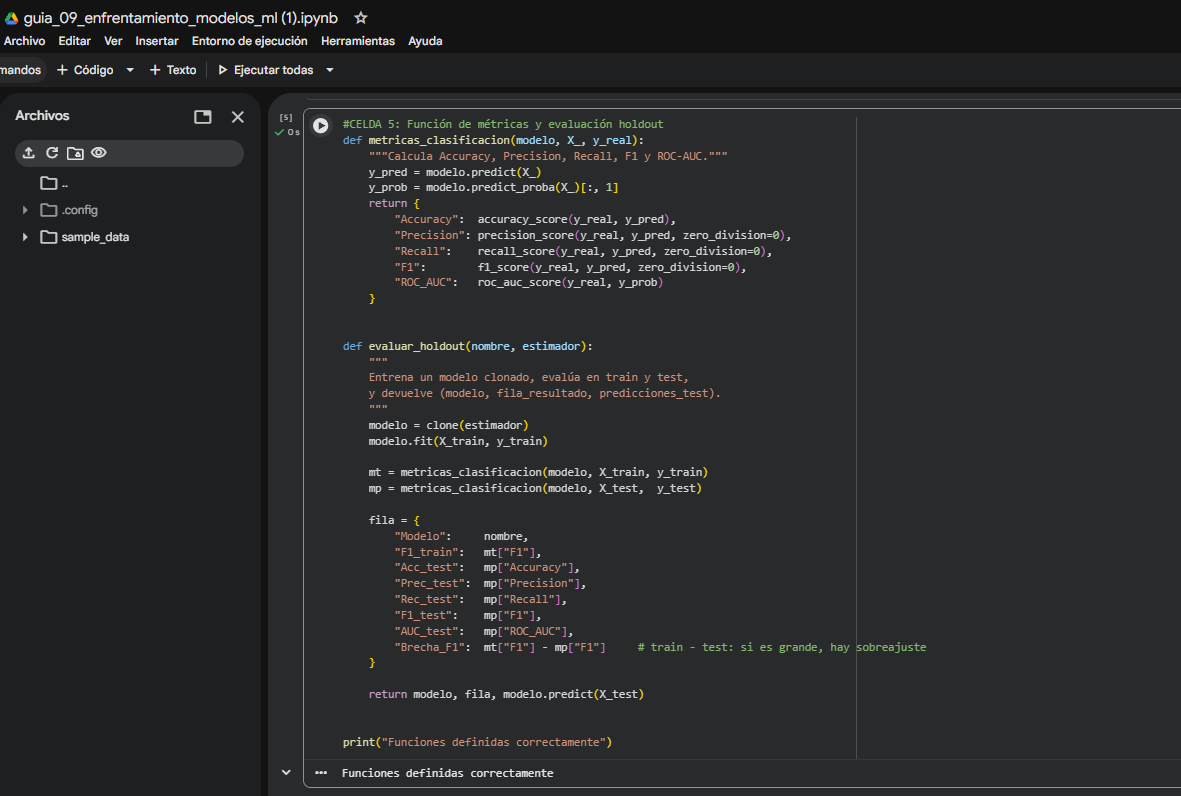 guia_09_enfrentamiento_modelos_ml (1).ipynb
Archivo Editar Ver Insertar Entorno de ejecución Herramientas Ayuda
mandos + Código + Texto Ejecutar todas
Archivos
..
.config
sample_data
[5]
0 s
#CELDA 5: Función de métricas y evaluación holdout
def metricas_clasificacion(modelo, X_, y_real):
    """Calcula Accuracy, Precision, Recall, F1 y ROC-AUC."""
    y_pred = modelo.predict(X_)
    y_prob = modelo.predict_proba(X_)[:, 1]
    return {
        "Accuracy":  accuracy_score(y_real, y_pred),
        "Precision": precision_score(y_real, y_pred, zero_division=0),
        "Recall":    recall_score(y_real, y_pred, zero_division=0),
        "F1":        f1_score(y_real, y_pred, zero_division=0),
        "ROC_AUC":   roc_auc_score(y_real, y_prob)
    }
def evaluar_holdout(nombre, estimador):
    """
    Entrena un modelo clonado, evalúa en train y test,
    y devuelve (modelo, fila_resultado, predicciones_test).
    """
    modelo = clone(estimador)
    modelo.fit(X_train, y_train)
    mt = metricas_clasificacion(modelo, X_train, y_train)
    mp = metricas_clasificacion(modelo, X_test,  y_test)
    fila = {
        "Modelo":     nombre,
        "F1_train":   mt["F1"],
        "Acc_test":   mp["Accuracy"],
        "Prec_test":  mp["Precision"],
        "Rec_test":   mp["Recall"],
        "F1_test":    mp["F1"],
        "AUC_test":   mp["ROC_AUC"],
        "Brecha_F1":  mt["F1"] - mp["F1"]     # train - test: si es grande, hay sobreajuste
    }
    return modelo, fila, modelo.predict(X_test)
print("Funciones definidas correctamente")
Funciones definidas correctamente